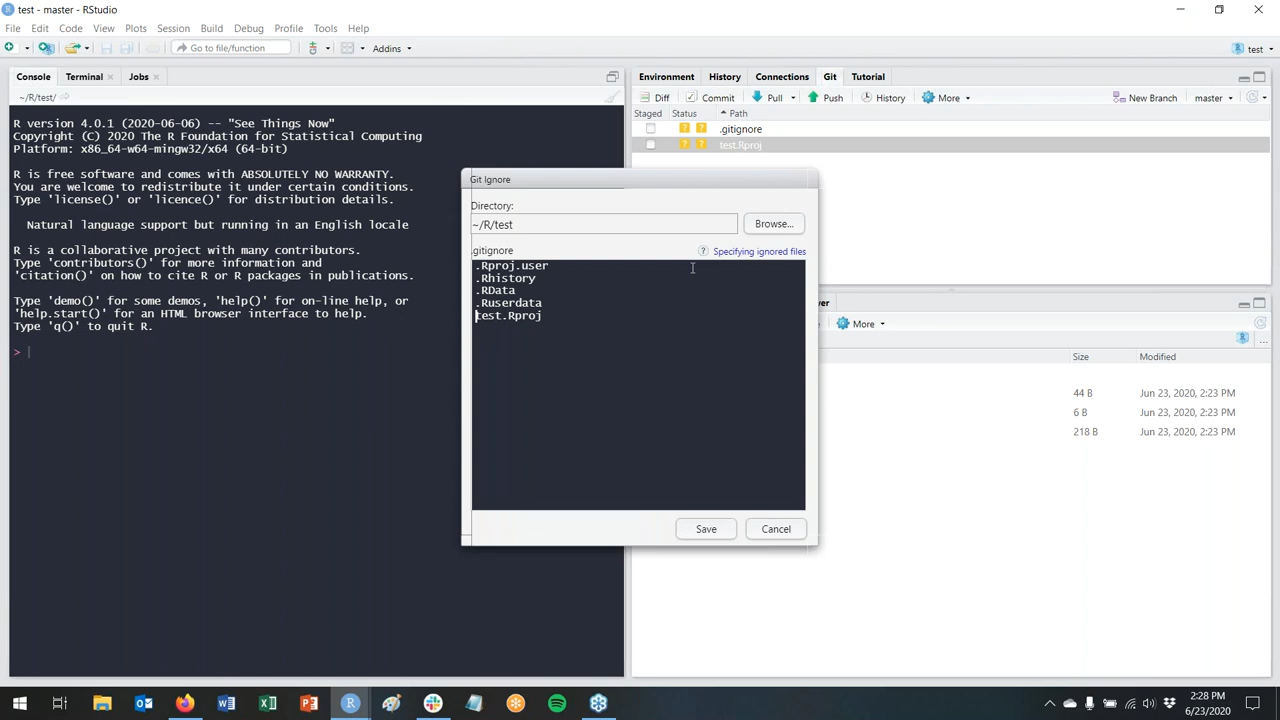 test - master - RStudio
File Edit Code View Plots Session Build Debug Profile Tools Help
Go to file/function Addins test
Console Terminal Jobs
~/R/test/
R version 4.0.1 (2020-06-06) -- "See Things Now"
Copyright (C) 2020 The R Foundation for Statistical Computing
Platform: x86_64-w64-mingw32/x64 (64-bit)
R is free software and comes with ABSOLUTELY NO WARRANTY.
You are welcome to redistribute it under certain conditions.
Type 'license()' or 'licence()' for distribution details.
Natural language support but running in an English locale
R is a collaborative project with many contributors.
Type 'contributors()' for more information and
'citation()' on how to cite R or R packages in publications.
Type 'demo()' for some demos, 'help()' for on-line help, or
'help.start()' for an HTML browser interface to help.
Type 'q()' to quit R.
>
Environment History Connections Git Tutorial
Diff Commit Pull Push History More New Branch master
Staged Status Path
.gitignore
test.Rproj
Git Ignore
Directory:
~/R/test Browse...
.gitignore Specifying ignored files
.Rproj.user
.Rhistory
.RData
.Ruserdata
test.Rproj
Save Cancel
ver
More
...
Size Modified
44 B Jun 23, 2020, 2:23 PM
6 B Jun 23, 2020, 2:23 PM
218 B Jun 23, 2020, 2:23 PM
2:28 PM
6/23/2020